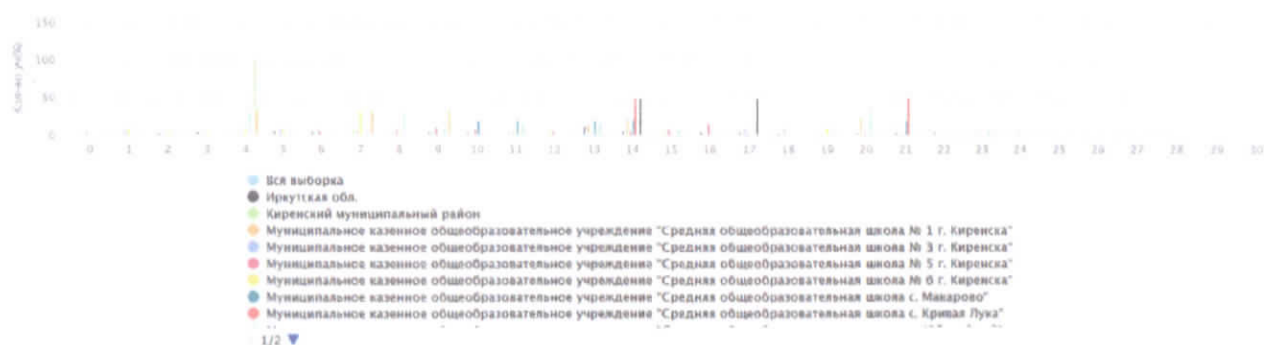 150
100
50
0
Кол-во уч(%)
0 1 2 3 4 5 6 7 8 9 10 11 12 13 14 15 16 17 18 19 20 21 22 23 24 25 26 27 28 29 30
Вся выборка
Иркутская обл.
Киренский муниципальный район
Муниципальное казенное общеобразовательное учреждение "Средняя общеобразовательная школа № 1 г. Киренска"
Муниципальное казенное общеобразовательное учреждение "Средняя общеобразовательная школа № 3 г. Киренска"
Муниципальное казенное общеобразовательное учреждение "Средняя общеобразовательная школа № 5 г. Киренска"
Муниципальное казенное общеобразовательное учреждение "Средняя общеобразовательная школа № 6 г. Киренска"
Муниципальное казенное общеобразовательное учреждение "Средняя общеобразовательная школа с. Макарово"
Муниципальное казенное общеобразовательное учреждение "Средняя общеобразовательная школа с. Кривая Лука"
1/2 ▼